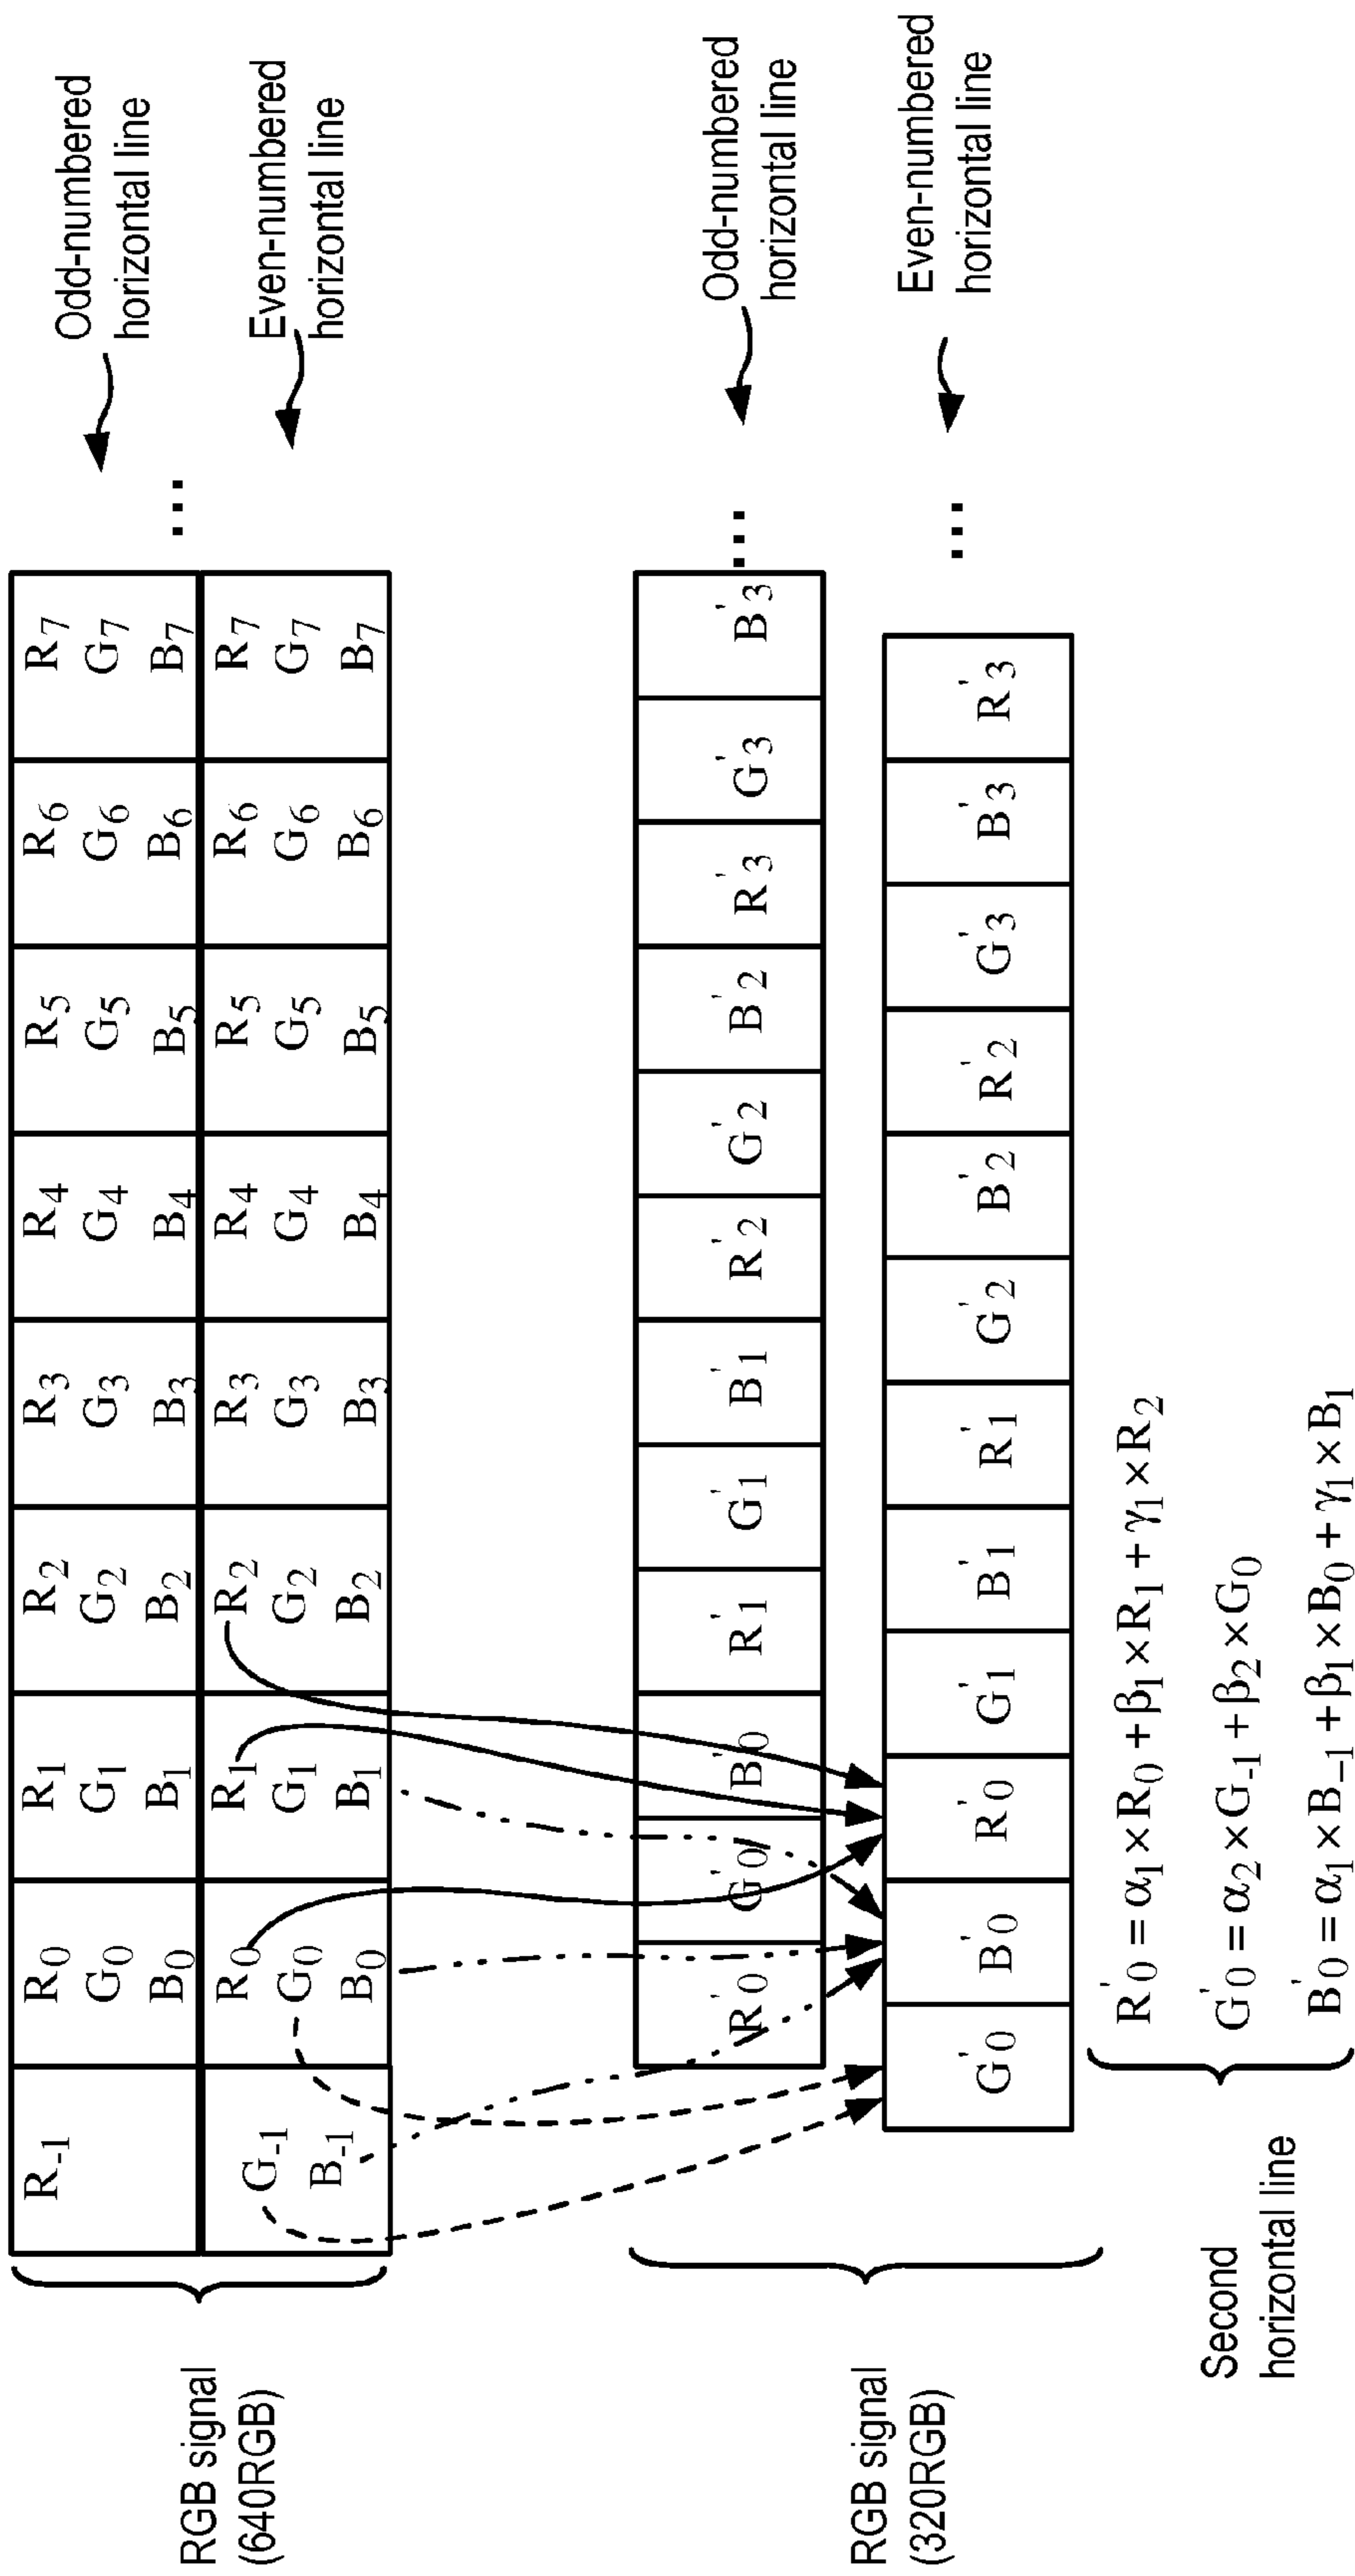 RGB signal
(640RGB)
R-1 R0 R1 R2 R3 R4 R5 R6 R7
G0 G1 G2 G3 G4 G5 G6 G7
B0 B1 B2 B3 B4 B5 B6 B7
Odd-numbered
horizontal line
R0 R1 R2 R3 R4 R5 R6 R7
G-1 G0 G1 G2 G3 G4 G5 G6 G7
B-1 B0 B1 B2 B3 B4 B5 B6 B7
...
Even-numbered
horizontal line
RGB signal
(320RGB)
R'0 G'0 B'0 R'1 G'1 B'1 R'2 G'2 B'2 R'3 G'3 B'3 ...
Odd-numbered
horizontal line
G'0 B'0 R'0 G'1 B'1 R'1 G'2 B'2 R'2 G'3 B'3 R'3 ...
Even-numbered
horizontal line
Second
horizontal line
R'0 = α1 × R0 + β1 × R1 + γ1 × R2
G'0 = α2 × G-1 + β2 × G0
B'0 = α1 × B-1 + β1 × B0 + γ1 × B1